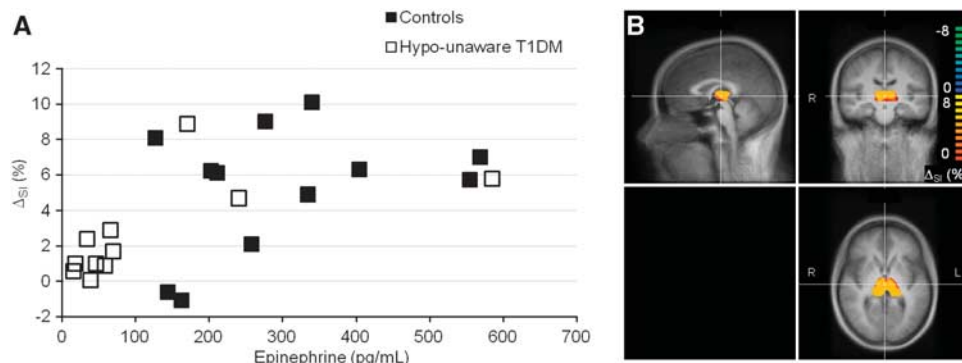 A
Controls
Hypo-unaware T1DM
12
10
8
6
4
2
0
-2
ΔSI (%)
0 100 200 300 400 500 600 700
Epinephrine (pg/mL)
B
-8
0
8
0
ΔSI (%)
R
R
L